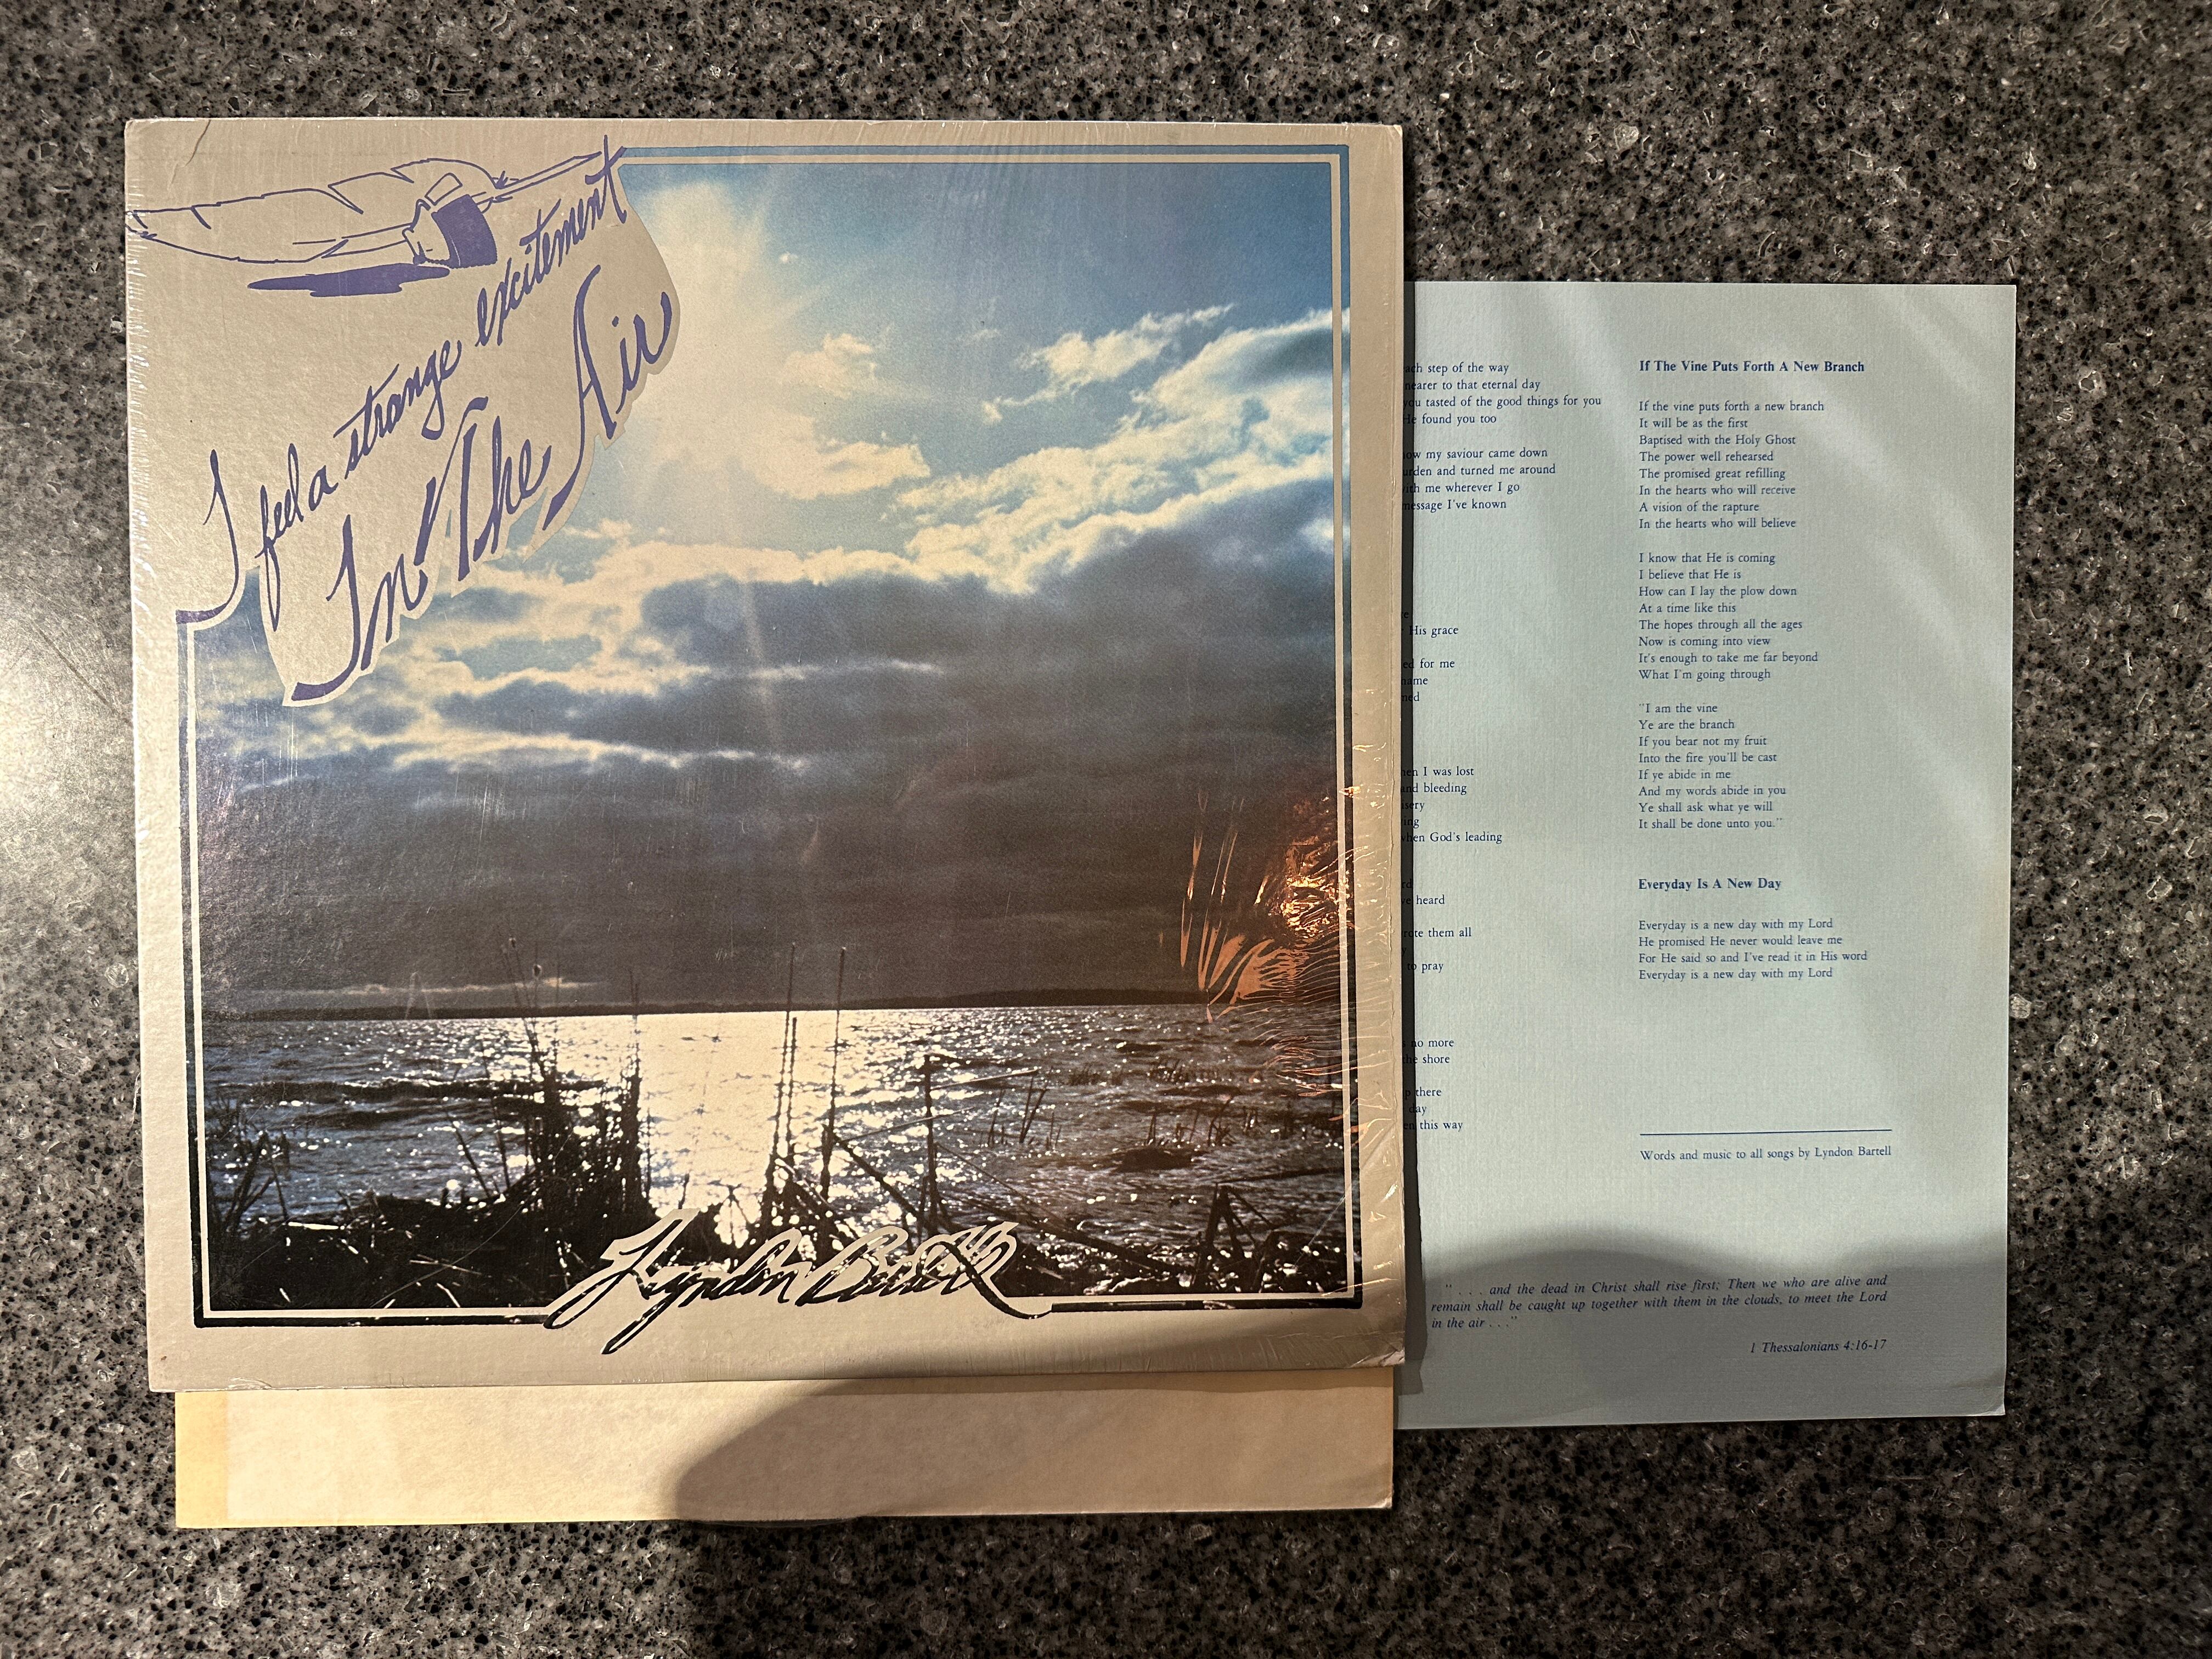 I feel a strange excitement
In The Air
Lyndon Bartell
each step of the way
nearer to that eternal day
you tasted of the good things for you
He found you too
my saviour came down
and turned me around
with me wherever I go
message I've known
His grace
for me
name
when I was lost
and bleeding
when God's leading
heard
wrote them all
to pray
no more
the shore
there
day
this way
If The Vine Puts Forth A New Branch
If the vine puts forth a new branch
It will be as the first
Baptised with the Holy Ghost
The power well rehearsed
The promised great refilling
In the hearts who will receive
A vision of the rapture
In the hearts who will believe
I know that He is coming
I believe that He is
How can I lay the plow down
At a time like this
The hopes through all the ages
Now is coming into view
It's enough to take me far beyond
What I'm going through
"I am the vine
Ye are the branch
If you bear not my fruit
Into the fire you'll be cast
If ye abide in me
And my words abide in you
Ye shall ask what ye will
It shall be done unto you."
Everyday Is A New Day
Everyday is a new day with my Lord
He promised He never would leave me
For He said so and I've read it in His word
Everyday is a new day with my Lord
Words and music to all songs by Lyndon Bartell
" . . . and the dead in Christ shall rise first; Then we who are alive and
remain shall be caught up together with them in the clouds, to meet the Lord
in the air . . ."
1 Thessalonians 4:16-17